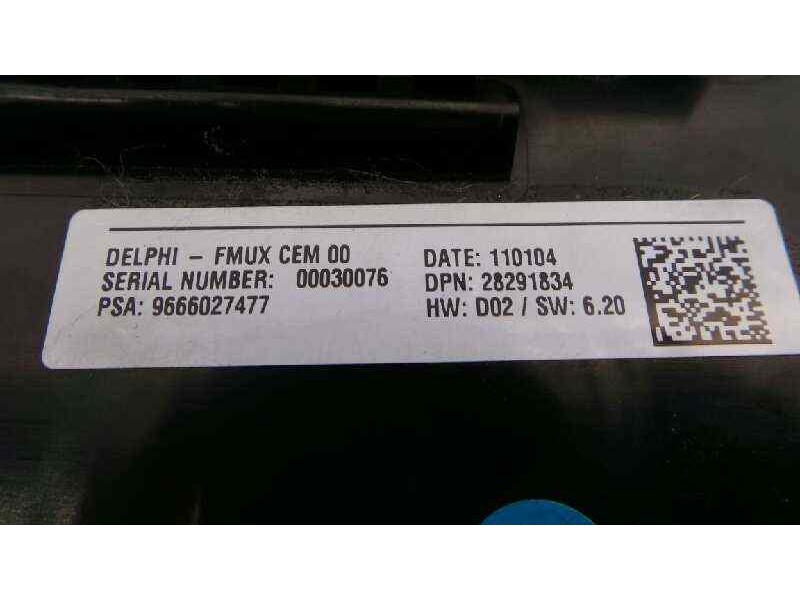 DELPHI - FMUX CEM 00
SERIAL NUMBER: 00030076
PSA: 9666027477
DATE: 110104
DPN: 28291834
HW: D02 / SW: 6.20